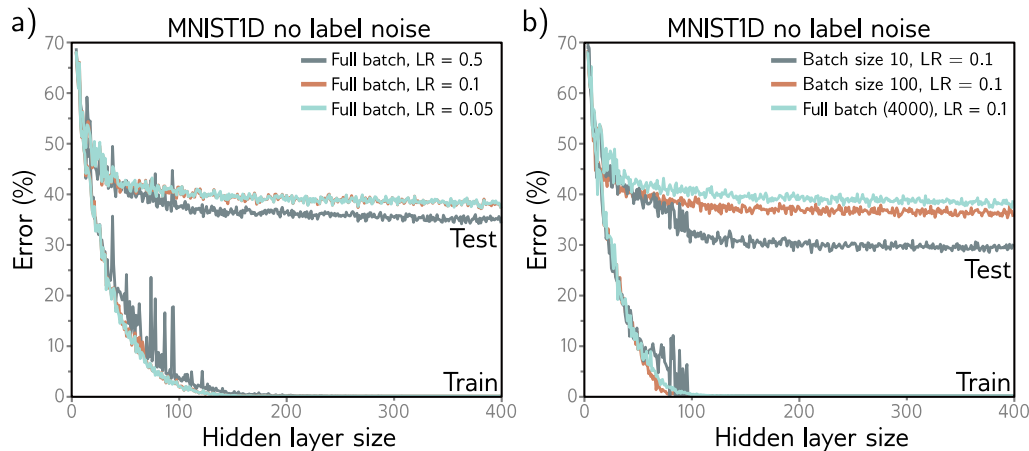 a)
MNIST1D no label noise
Full batch, LR = 0.5
Full batch, LR = 0.1
Full batch, LR = 0.05
70
60
50
40
30
20
10
0
Error (%)
Test
Train
0
100
200
300
400
Hidden layer size
b)
MNIST1D no label noise
Batch size 10, LR = 0.1
Batch size 100, LR = 0.1
Full batch (4000), LR = 0.1
70
60
50
40
30
20
10
0
Error (%)
Test
Train
0
100
200
300
400
Hidden layer size